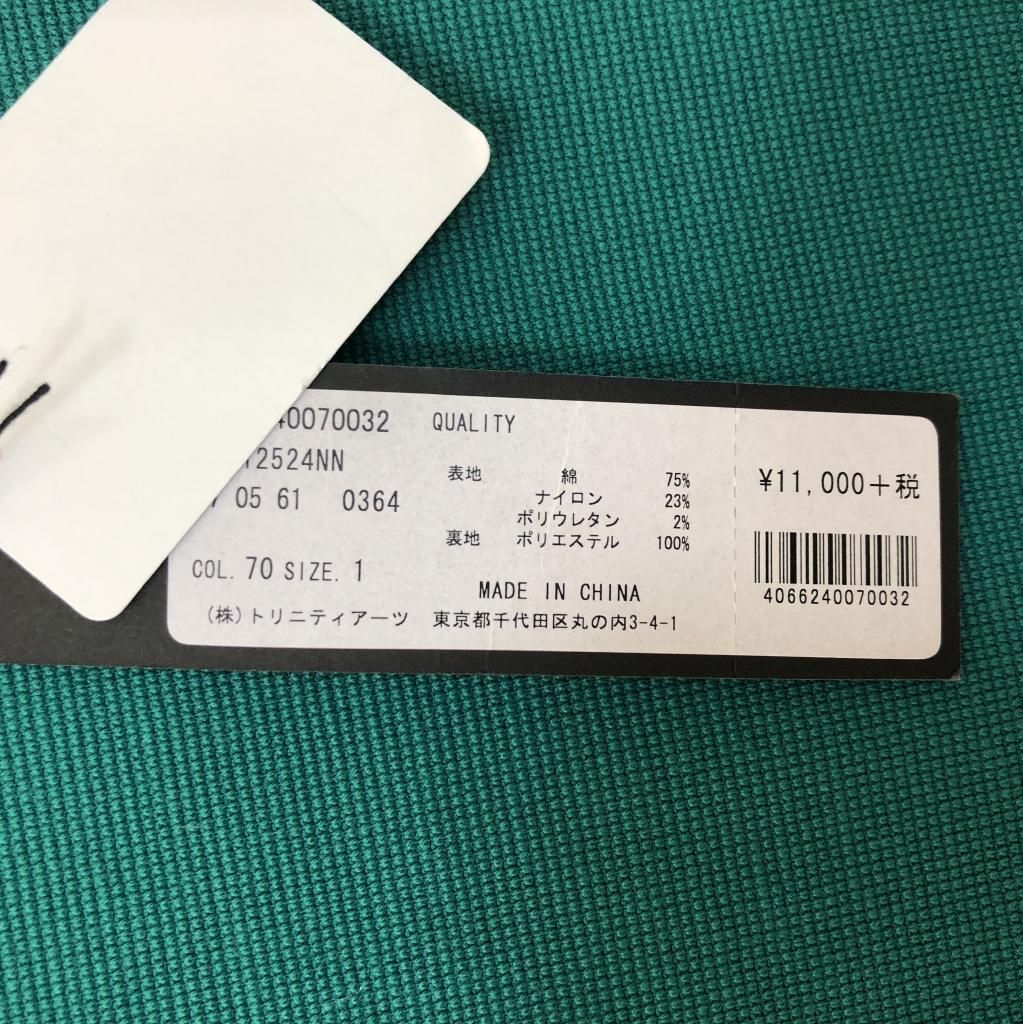 40070032
12524NN
05 61 0364
COL. 70 SIZE. 1
(株)トリニティアーツ 東京都千代田区丸の内3-4-1
QUALITY
表地 綿 75%
ナイロン 23%
ポリウレタン 2%
裏地 ポリエステル 100%
MADE IN CHINA
¥11,000+税
4066240070032